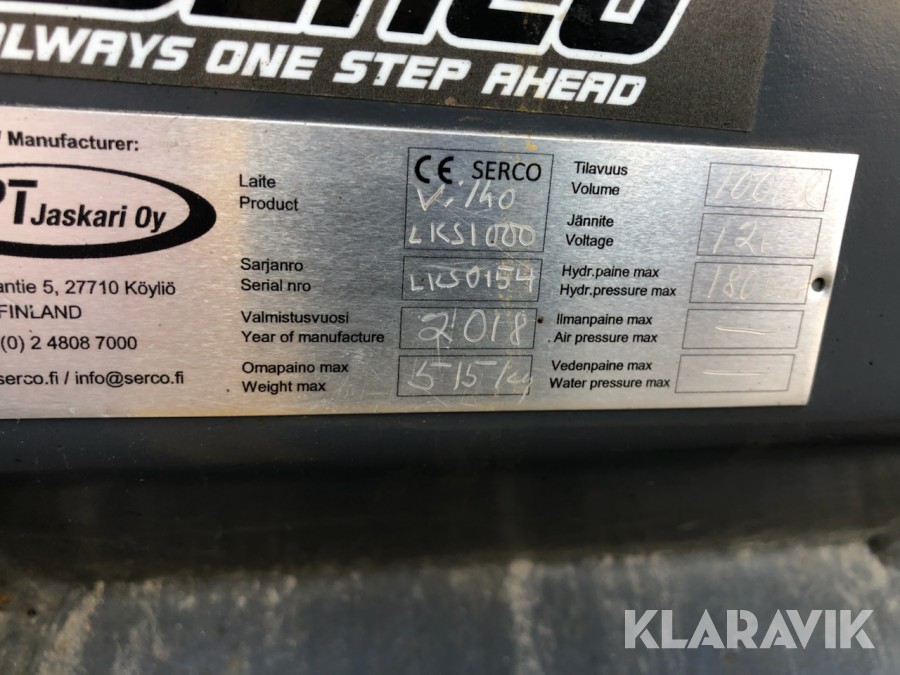 ALWAYS ONE STEP AHEAD
/ Manufacturer:
PT Jaskari Oy
antie 5, 27710 Köyliö
FINLAND
(0) 2 4808 7000
serco.fi / info@serco.fi
Laite
Product
CE SERCO
V.140
LKS1000
Sarjanro
Serial nro
LKS0154
Valmistusvuosi
Year of manufacture
2018
Omapaino max
Weight max
515 kg
Tilavuus
Volume
Jännite
Voltage
Hydr.paine max
Hydr.pressure max
180
Ilmanpaine max
Air pressure max
—
Vedenpaine max
Water pressure max
—
KLARAVIK